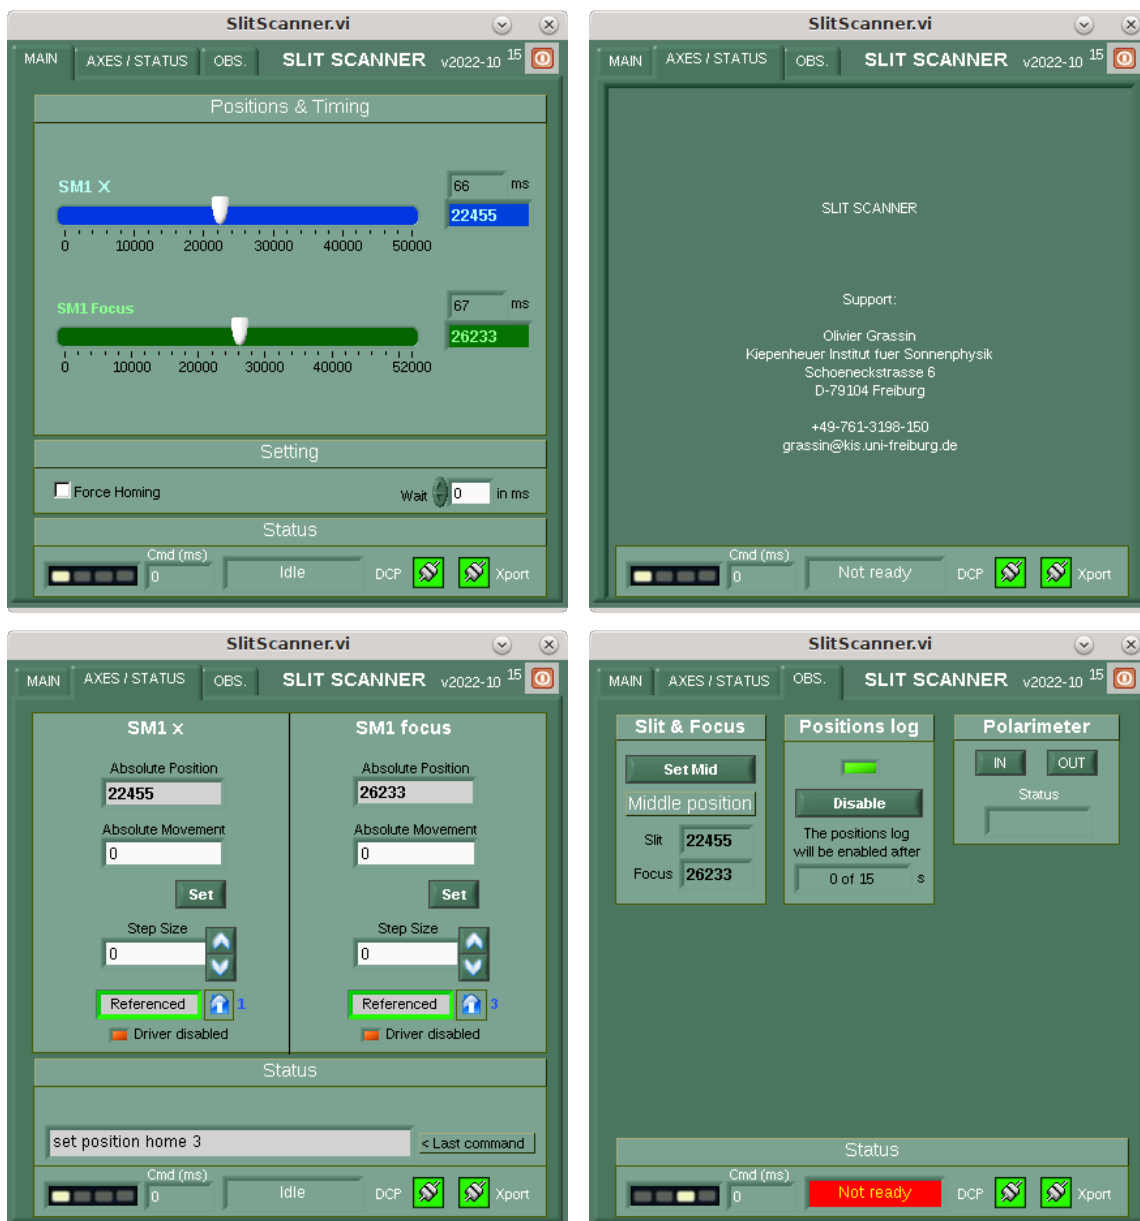 SlitScanner.vi
MAIN AXES / STATUS OBS. SLIT SCANNER v2022-10 15
Positions & Timing
SM1 X
66 ms
22455
0 10000 20000 30000 40000 50000
SM1 Focus
67 ms
26233
0 10000 20000 30000 40000 52000
Setting
Force Homing Wait 0 in ms
Status
Cmd (ms)
0 Idle DCP Xport
SlitScanner.vi
MAIN AXES / STATUS OBS. SLIT SCANNER v2022-10 15
SLIT SCANNER
Support:
Olivier Grassin
Kiepenheuer Institut fuer Sonnenphysik
Schoeneckstrasse 6
D-79104 Freiburg
+49-761-3198-150
grassin@kis.uni-freiburg.de
Cmd (ms)
0 Not ready DCP Xport
SlitScanner.vi
MAIN AXES / STATUS OBS. SLIT SCANNER v2022-10 15
SM1 x
Absolute Position
22455
Absolute Movement
0
Set
Step Size
0
Referenced 1
Driver disabled
SM1 focus
Absolute Position
26233
Absolute Movement
0
Set
Step Size
0
Referenced 3
Driver disabled
Status
set position home 3 < Last command
Cmd (ms)
0 Idle DCP Xport
SlitScanner.vi
MAIN AXES / STATUS OBS. SLIT SCANNER v2022-10 15
Slit & Focus
Set Mid
Middle position
Slit 22455
Focus 26233
Positions log
Disable
The positions log
will be enabled after
0 of 15 s
Polarimeter
IN OUT
Status
Status
Cmd (ms)
0 Not ready DCP Xport